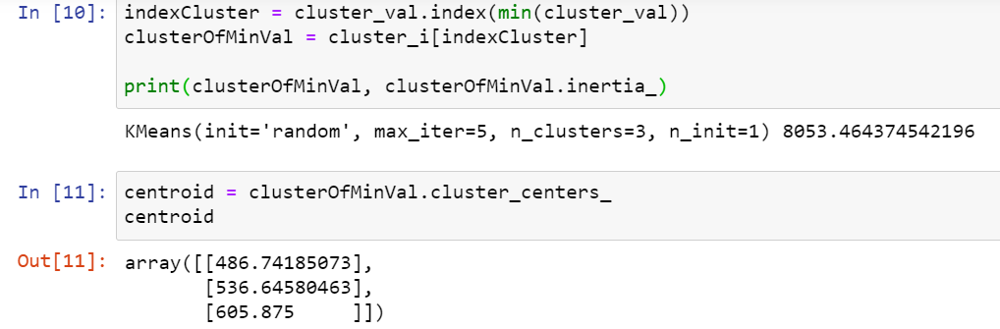 In [10]: indexCluster = cluster_val.index(min(cluster_val))
clusterOfMinVal = cluster_i[indexCluster]
print(clusterOfMinVal, clusterOfMinVal.inertia_)
KMeans(init='random', max_iter=5, n_clusters=3, n_init=1) 8053.464374542196
In [11]: centroid = clusterOfMinVal.cluster_centers_
centroid
Out[11]: array([[486.74185073],
[536.64580463],
[605.875     ]])